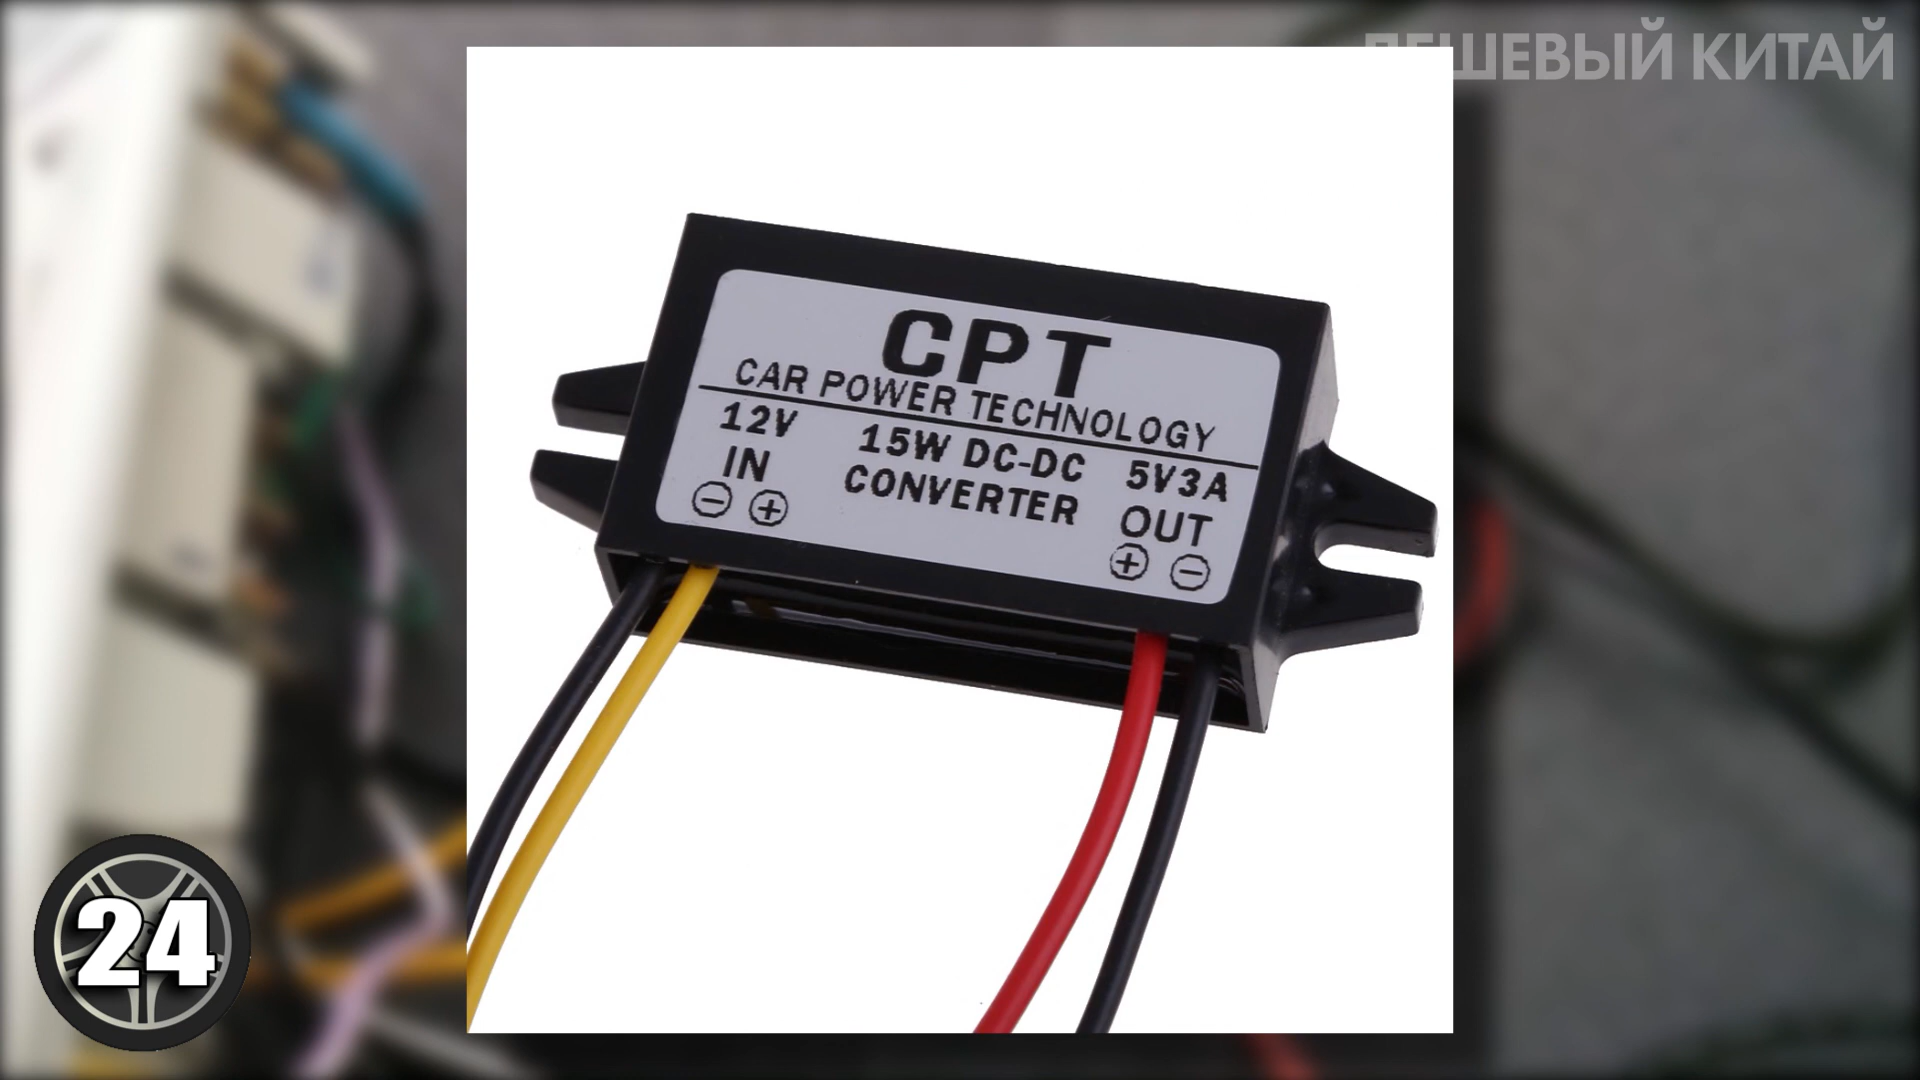 ДЕШЕВЫЙ КИТАЙ
CPT
CAR POWER TECHNOLOGY
12V
IN
15W DC-DC
CONVERTER
5V3A
OUT
24